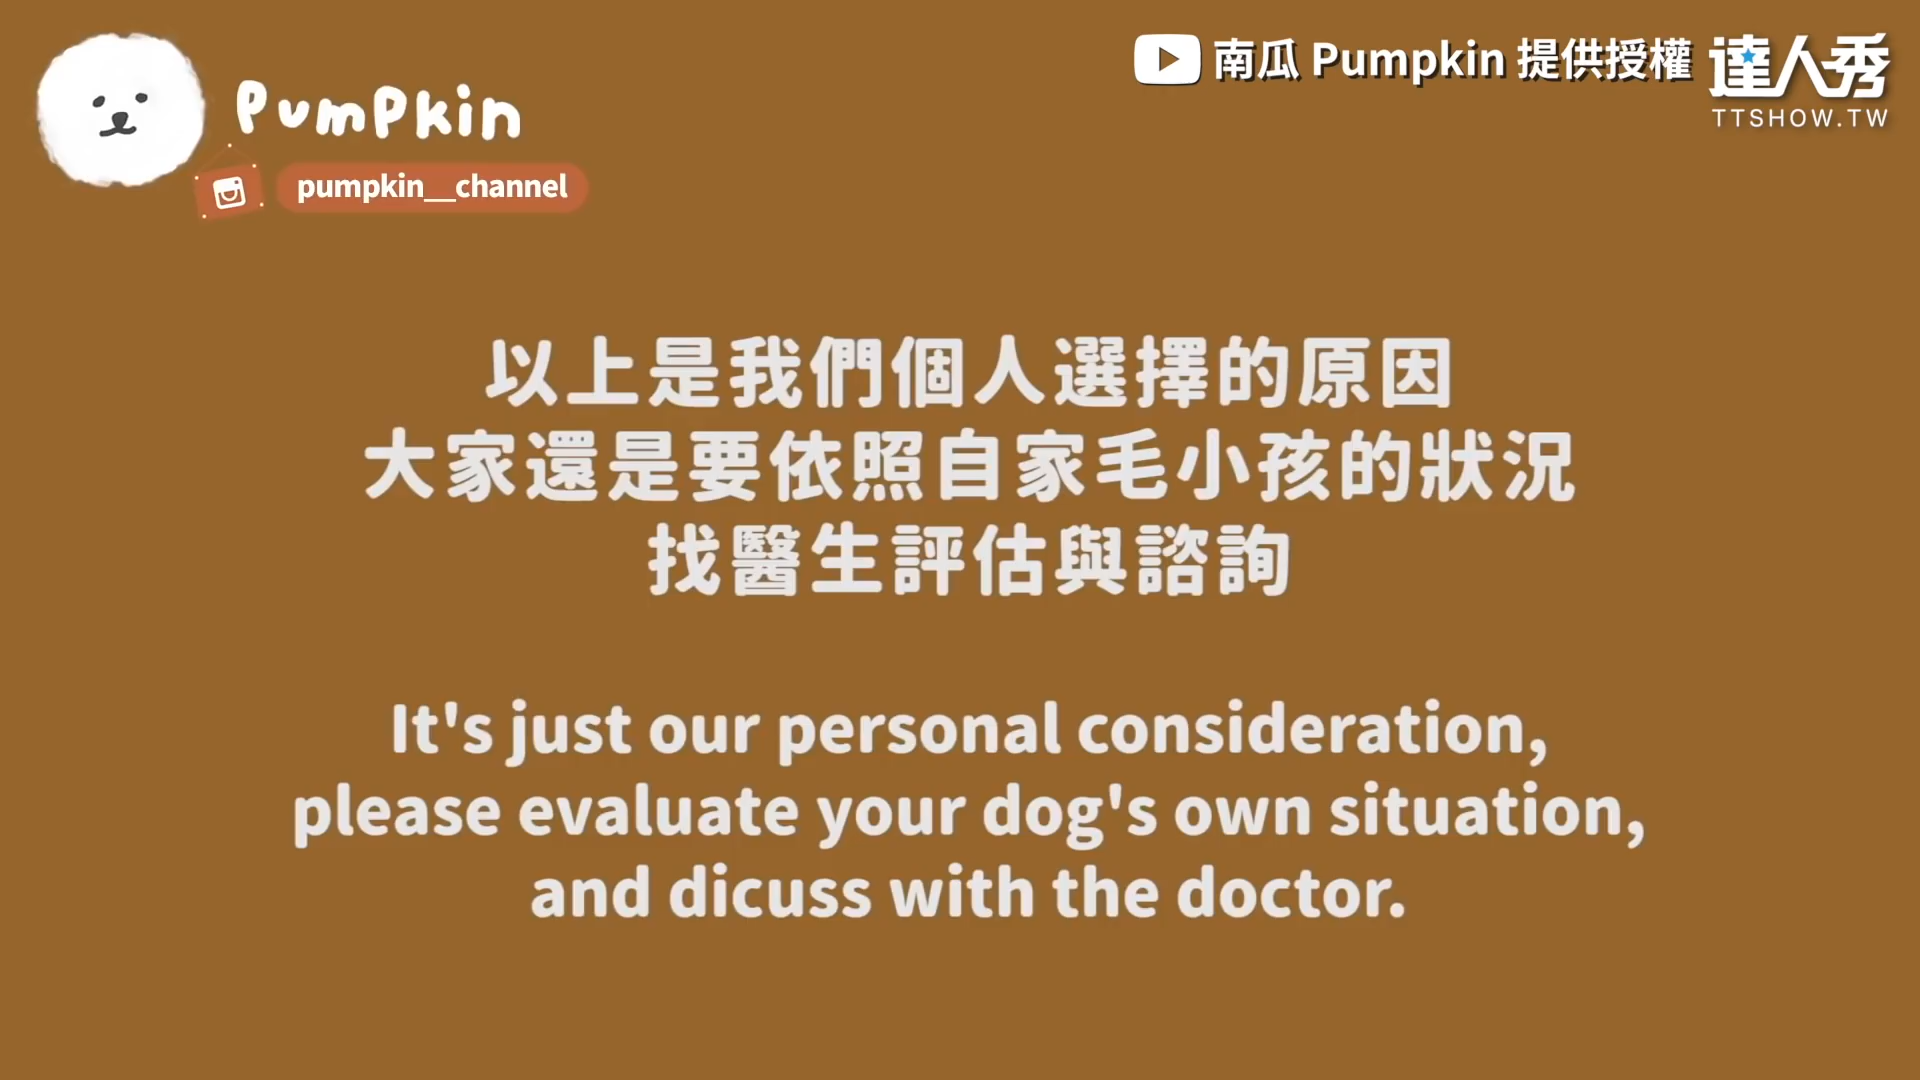 Pumpkin
pumpkin__channel
南瓜 Pumpkin 提供授權
達人秀
TTSHOW.TW
以上是我們個人選擇的原因
大家還是要依照自家毛小孩的狀況
找醫生評估與諮詢
It's just our personal consideration,
please evaluate your dog's own situation,
and dicuss with the doctor.